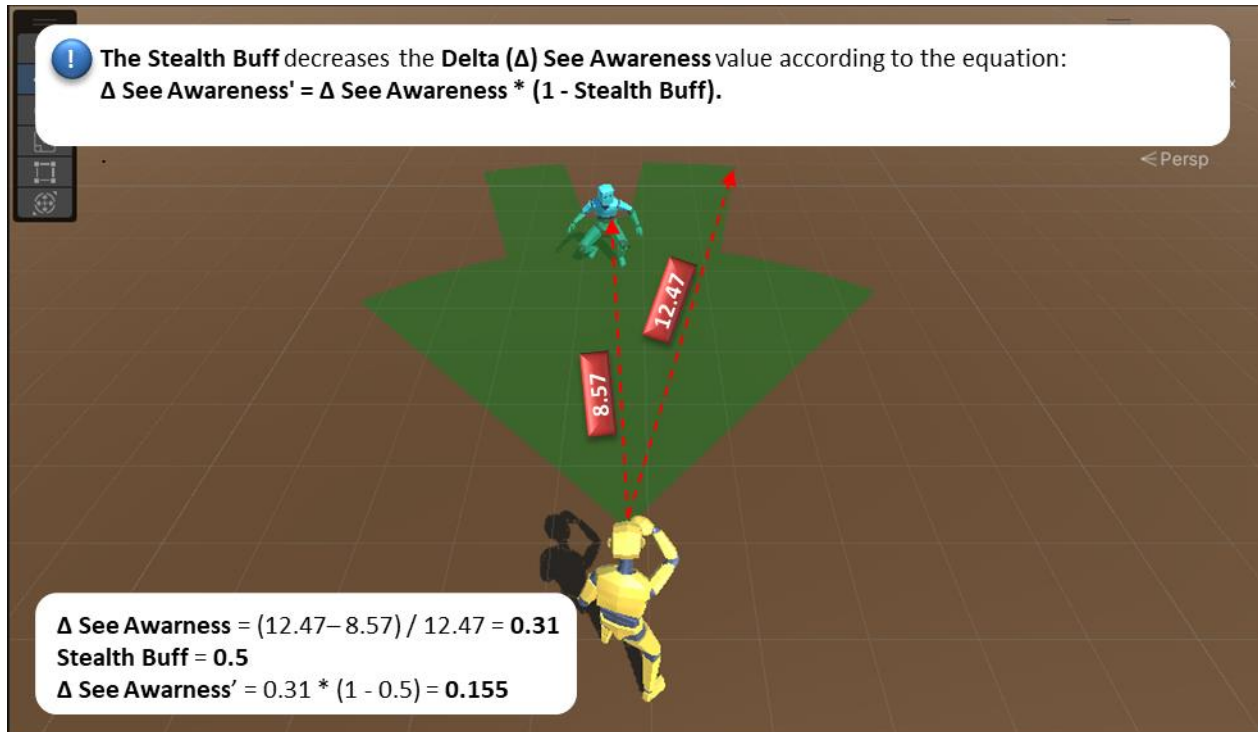 ! The Stealth Buff decreases the Delta (Δ) See Awareness value according to the equation:
Δ See Awareness' = Δ See Awareness * (1 - Stealth Buff).
x
Persp
12.47
8.57
Δ See Awarness = (12.47– 8.57) / 12.47 = 0.31
Stealth Buff = 0.5
Δ See Awarness’ = 0.31 * (1 - 0.5) = 0.155